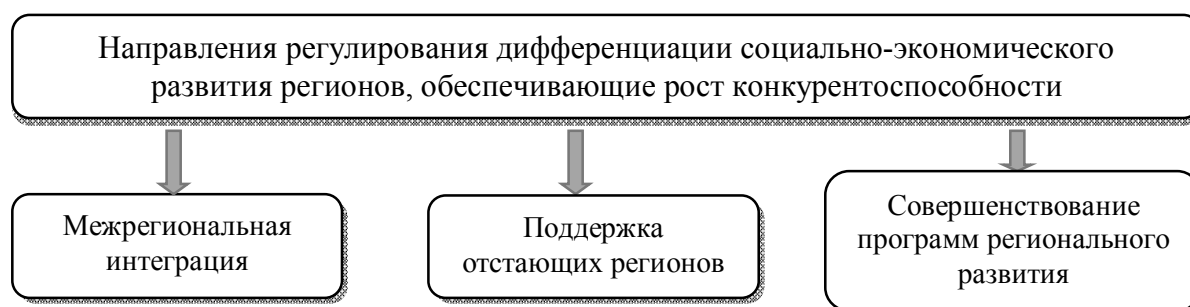 Направления регулирования дифференциации социально-экономического
развития регионов, обеспечивающие рост конкурентоспособности
Межрегиональная
интеграция
Поддержка
отстающих регионов
Совершенствование
программ регионального
развития